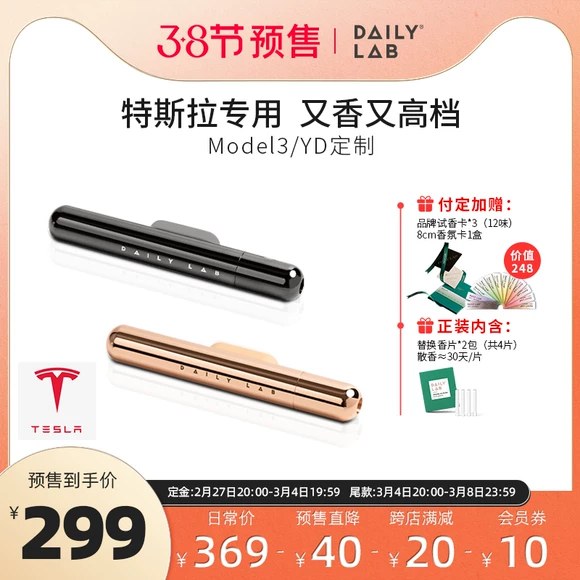 3.8节预售 | DAILY® LAB
特斯拉专用 又香又高档
Model3/YD定制
付定加赠：
品牌试香卡*3（12味）
8cm香氛卡1盒
价值
248
DAILY LAB
正装内含：
替换香片*2包（共4片）
散香≈30天/片
DAILY LAB
DAILY
LAB
TESLA
定金:2月27日20:00-3月4日19:59 尾款:3月4日20:00-3月8日23:59
预售到手价
¥299
日常价 预售直降 跨店满减 会员券
¥369 - ¥40 - ¥20 - ¥10